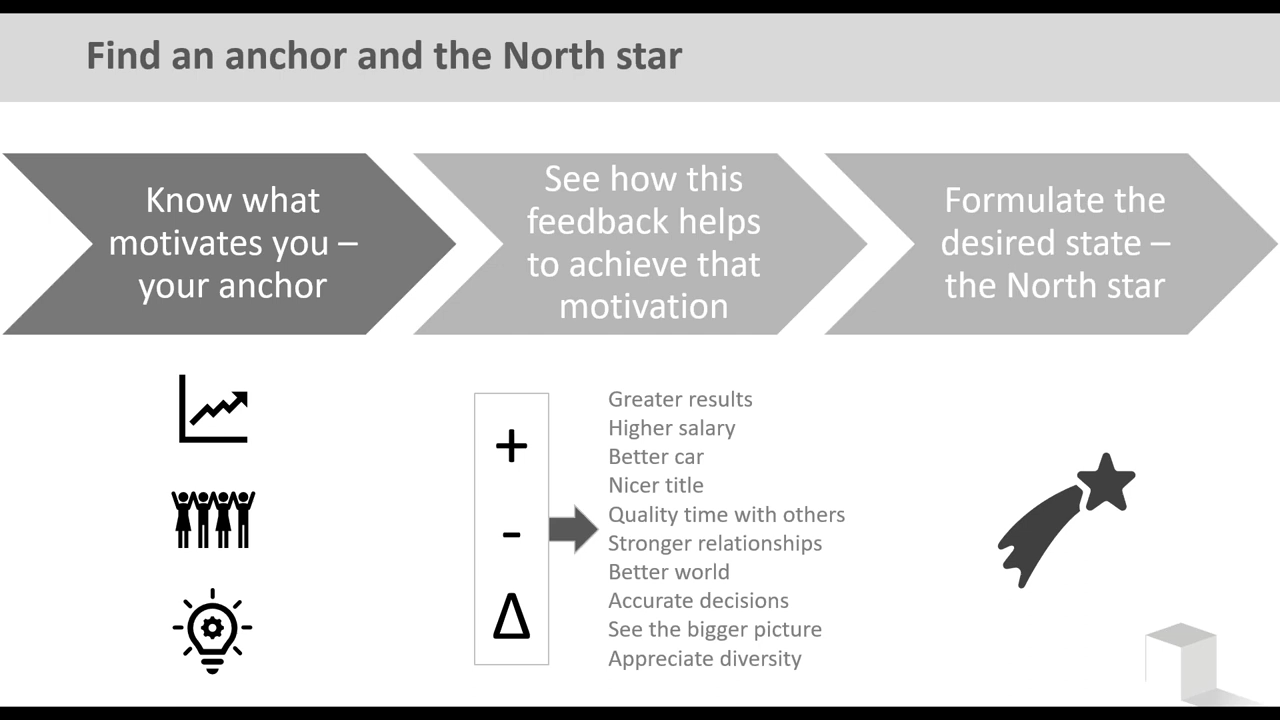 Find an anchor and the North star
Know what
motivates you –
your anchor
See how this
feedback helps
to achieve that
motivation
Formulate the
desired state –
the North star
+
-
Δ
Greater results
Higher salary
Better car
Nicer title
Quality time with others
Stronger relationships
Better world
Accurate decisions
See the bigger picture
Appreciate diversity